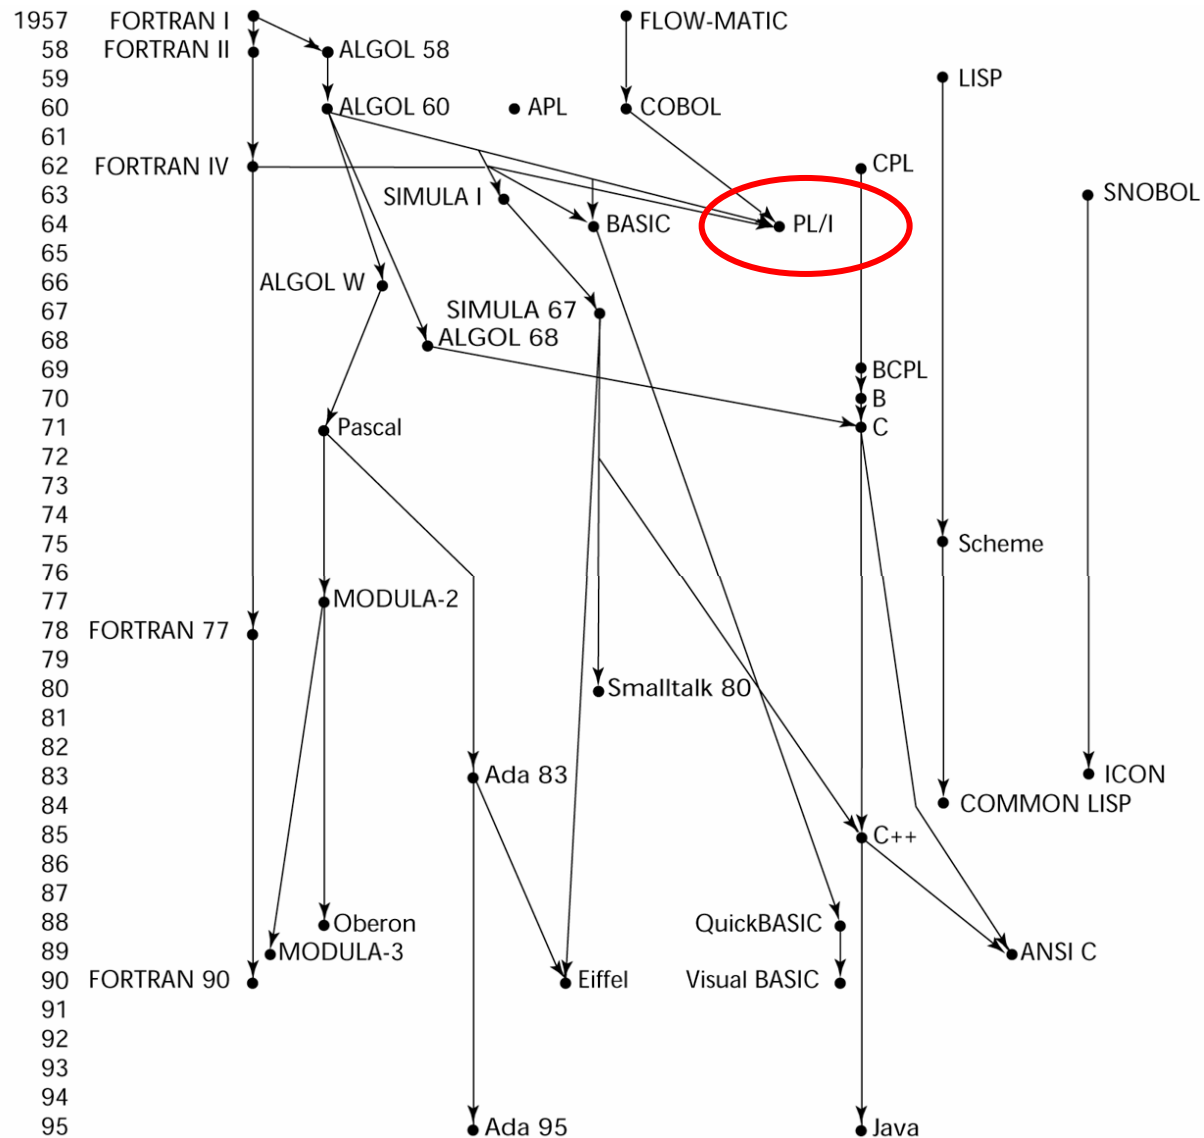 1957 FORTRAN I FLOW-MATIC
58 FORTRAN II ALGOL 58
59 LISP
60 ALGOL 60 APL COBOL
61
62 FORTRAN IV CPL
63 SIMULA I SNOBOL
64 BASIC PL/I
65
66 ALGOL W
67 SIMULA 67
68 ALGOL 68
69 BCPL
70 B
71 Pascal C
72
73
74
75 Scheme
76
77 MODULA-2
78 FORTRAN 77
79
80 Smalltalk 80
81
82
83 Ada 83 ICON
84 COMMON LISP
85 C++
86
87
88 Oberon QuickBASIC
89 MODULA-3 ANSI C
90 FORTRAN 90 Eiffel Visual BASIC
91
92
93
94
95 Ada 95 Java